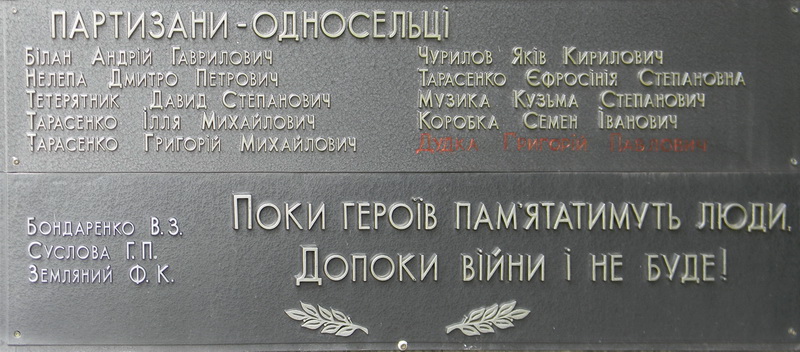 ПАРТИЗАНИ-ОДНОСЕЛЬЦІ
Білан Андрій Гаврилович
Нелепа Дмитро Петрович
Тетерятник Давид Степанович
Тарасенко Ілля Михайлович
Тарасенко Григорій Михайлович
Чурилов Яків Кирилович
Тарасенко Єфросінія Степановна
Музика Кузьма Степанович
Коробка Семен Іванович
Григорій Павлович
Бондаренко В.З.
Суслова Г.П.
Земляний Ф.К.
Поки героїв пам'ятатимуть люди,
Допоки війни і не буде!